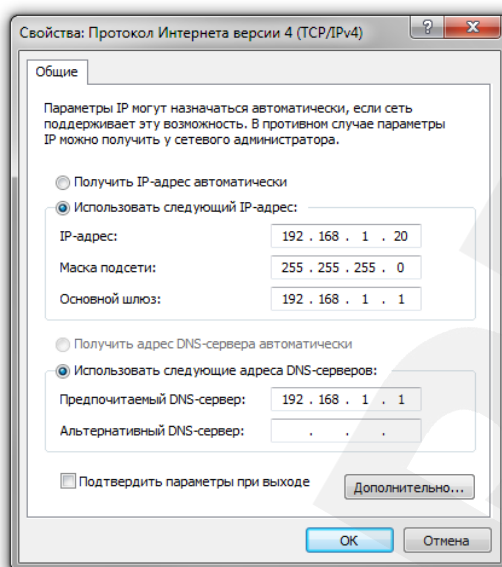 Свойства: Протокол Интернета версии 4 (TCP/IPv4)
?
Общие
Параметры IP могут назначаться автоматически, если сеть
поддерживает эту возможность. В противном случае параметры
IP можно получить у сетевого администратора.
Получить IP-адрес автоматически
Использовать следующий IP-адрес:
IP-адрес: 192 . 168 . 1 . 20
Маска подсети: 255 . 255 . 255 . 0
Основной шлюз: 192 . 168 . 1 . 1
Получить адрес DNS-сервера автоматически
Использовать следующие адреса DNS-серверов:
Предпочитаемый DNS-сервер: 192 . 168 . 1 . 1
Альтернативный DNS-сервер: . . .
Подтвердить параметры при выходе
Дополнительно...
ОК Отмена